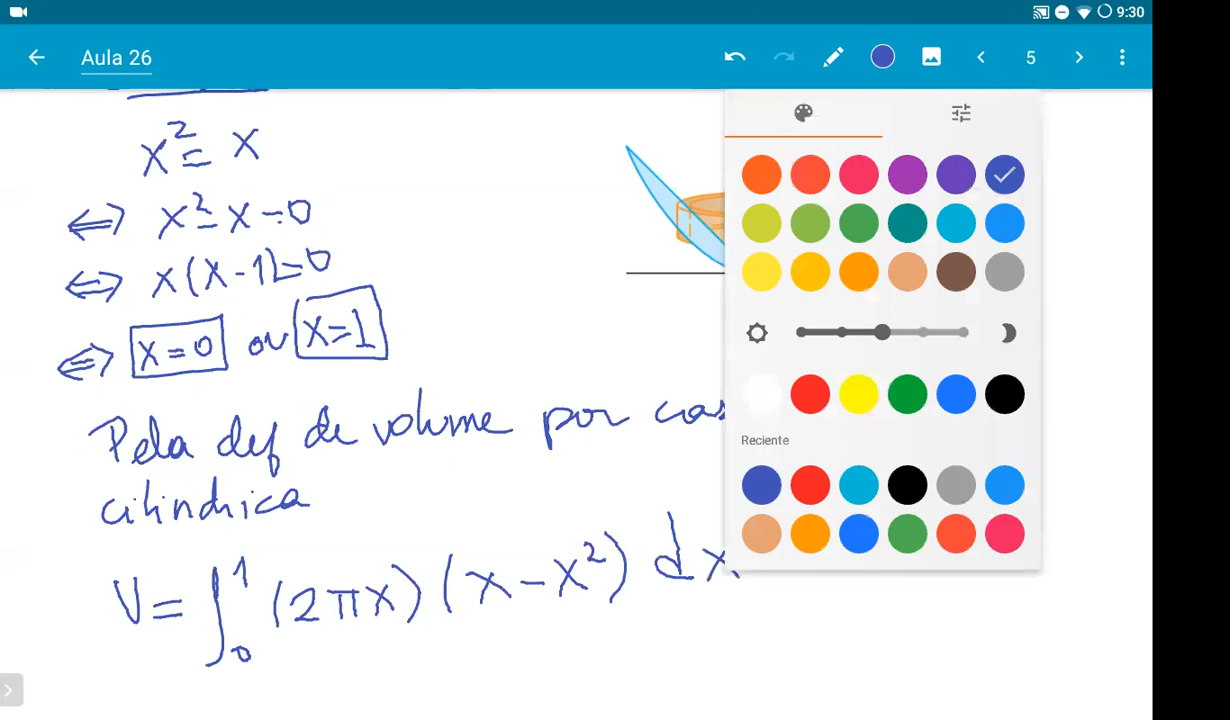 9:30
Aula 26
5
x² = x
⟺ x² - x = 0
⟺ x(x - 1) = 0
⟺ x = 0 ou x = 1
Pela def de volume por
cilindrica
V = ∫₀¹ (2πx)(x - x²) dx
Reciente